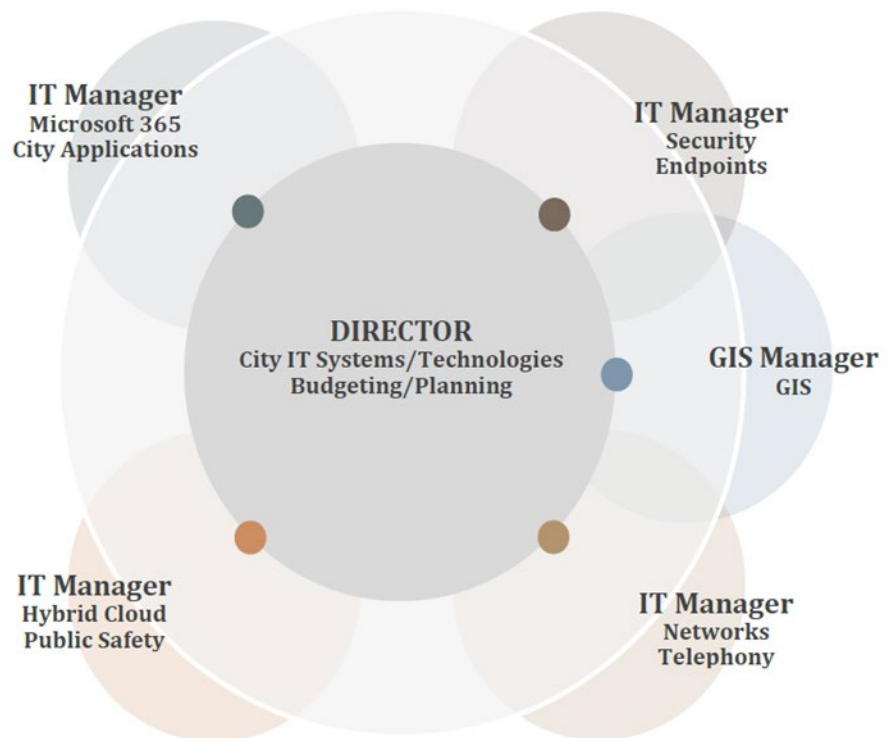 IT Manager
Microsoft 365
City Applications
IT Manager
Security
Endpoints
DIRECTOR
City IT Systems/Technologies
Budgeting/Planning
GIS Manager
GIS
IT Manager
Hybrid Cloud
Public Safety
IT Manager
Networks
Telephony